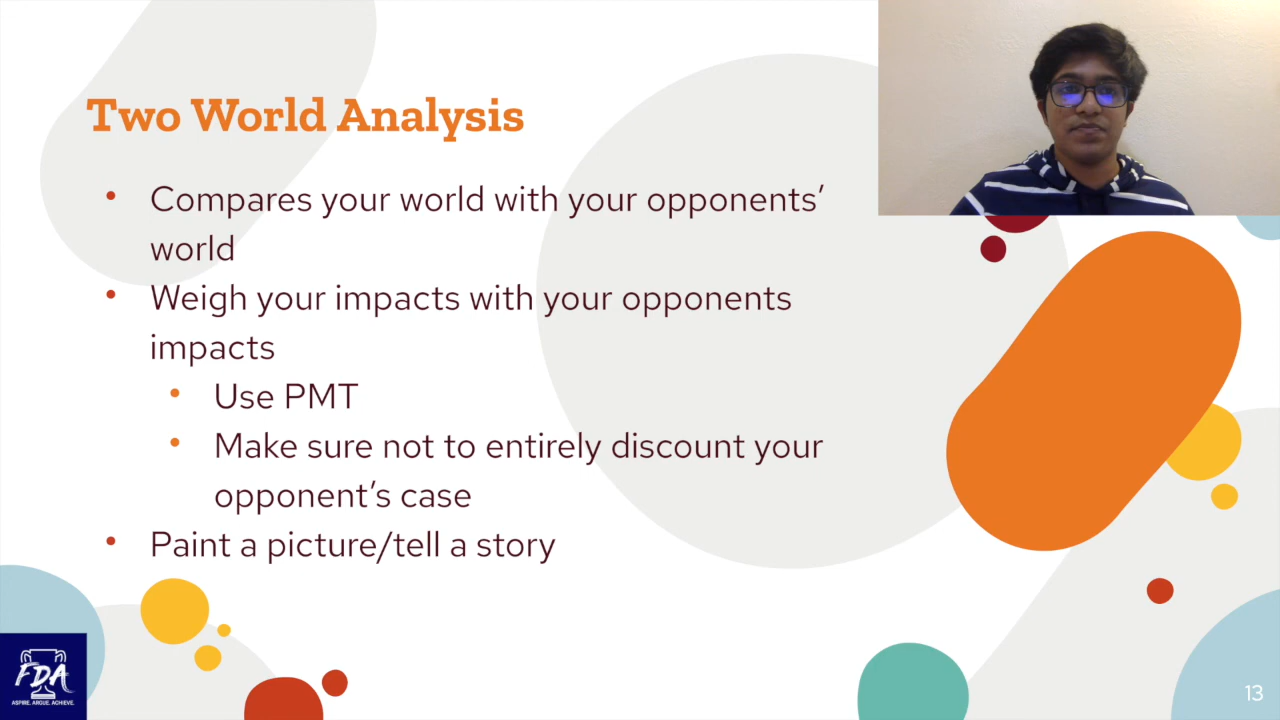 Two World Analysis
• Compares your world with your opponents’
world
• Weigh your impacts with your opponents
impacts
• Use PMT
• Make sure not to entirely discount your
opponent’s case
• Paint a picture/tell a story
FDA
ASPIRE. ARGUE. ACHIEVE.
13